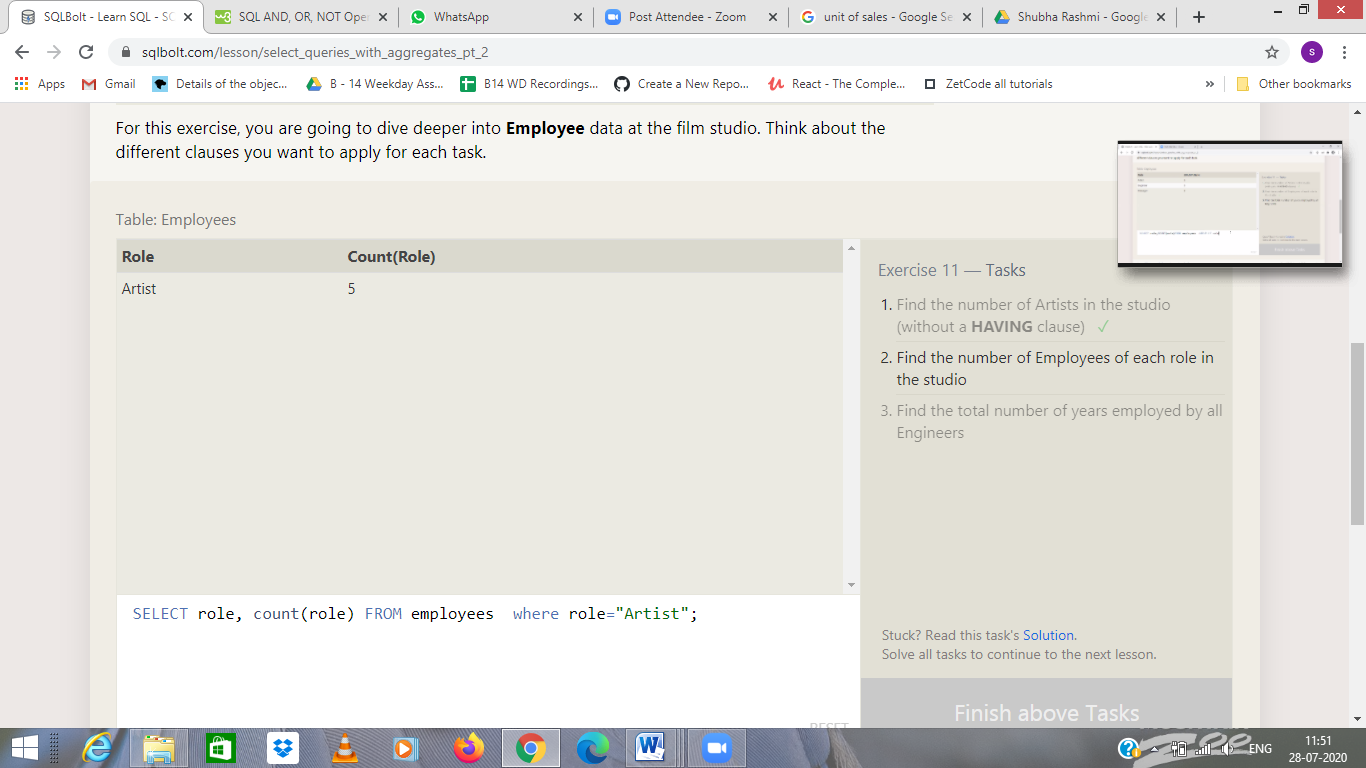 SQLBolt - Learn SQL - SC
SQL AND, OR, NOT Oper
WhatsApp
Post Attendee - Zoom
unit of sales - Google Se
Shubha Rashmi - Google
sqlbolt.com/lesson/select_queries_with_aggregates_pt_2
S
Apps
Gmail
Details of the objec...
B - 14 Weekday Ass...
B14 WD Recordings...
Create a New Repo...
React - The Comple...
ZetCode all tutorials
»
Other bookmarks
For this exercise, you are going to dive deeper into Employee data at the film studio. Think about the
different clauses you want to apply for each task.
Table: Employees
Role Count(Role)
Artist 5
SELECT role, count(role) FROM employees  where role="Artist";
RESET
Exercise 11 — Tasks
1. Find the number of Artists in the studio
(without a HAVING clause) ✓
2. Find the number of Employees of each role in
the studio
3. Find the total number of years employed by all
Engineers
Stuck? Read this task's Solution.
Solve all tasks to continue to the next lesson.
Finish above Tasks
ENG
11:51
28-07-2020